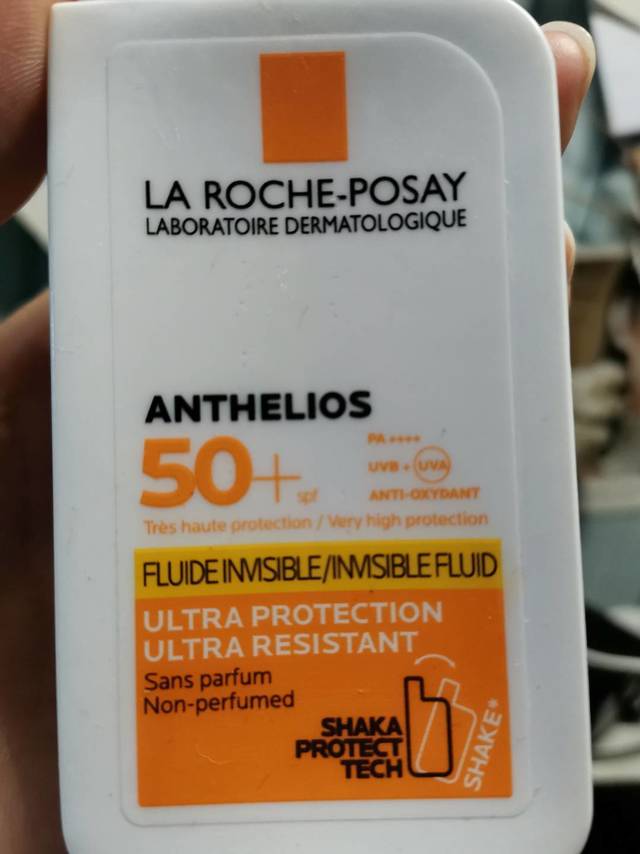 LA ROCHE-POSAY
LABORATOIRE DERMATOLOGIQUE
ANTHELIOS
50+ spf
PA ++++
UVB + UVA
ANTI-OXYDANT
Très haute protection / Very high protection
FLUIDE INVISIBLE/INVISIBLE FLUID
ULTRA PROTECTION
ULTRA RESISTANT
Sans parfum
Non-perfumed
SHAKA
PROTECT
TECH
SHAKE*